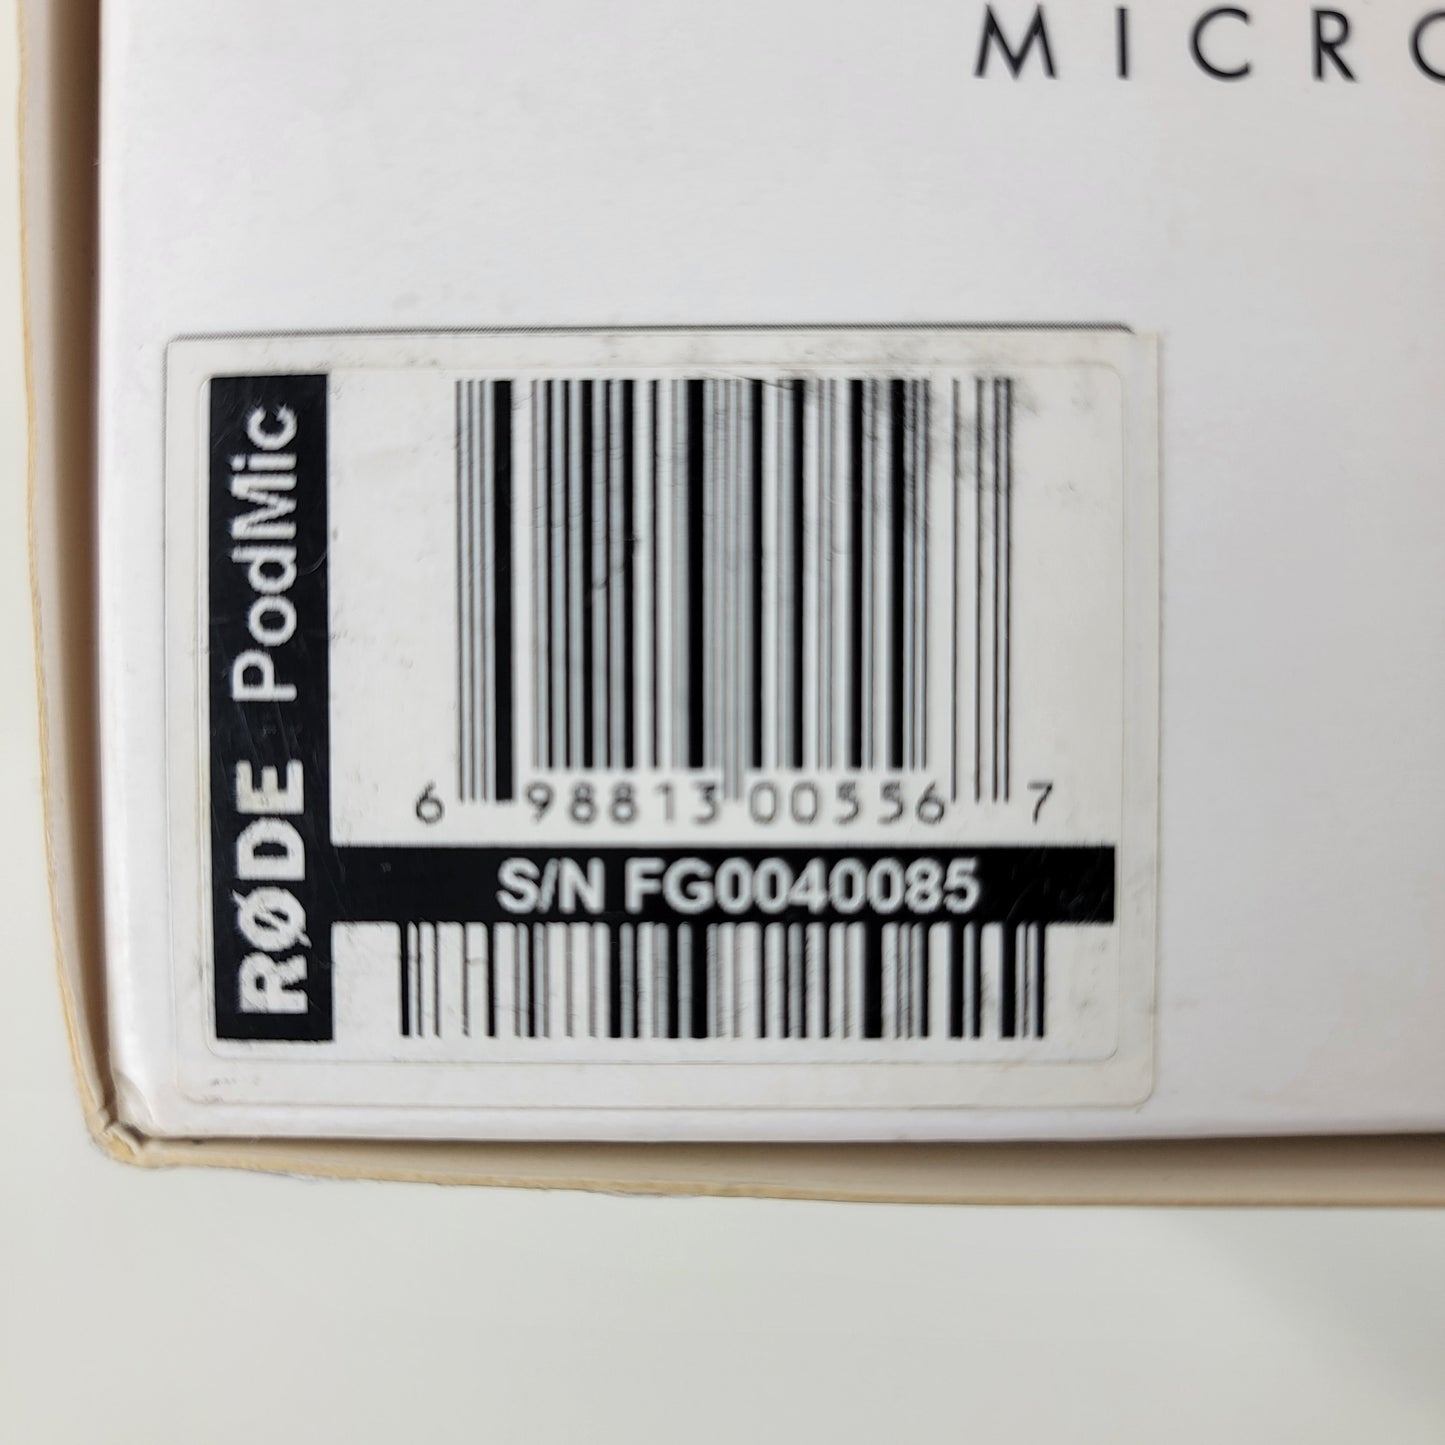 MICRO
RØDE PodMic
6 98813 00556 7
S/N FG0040085